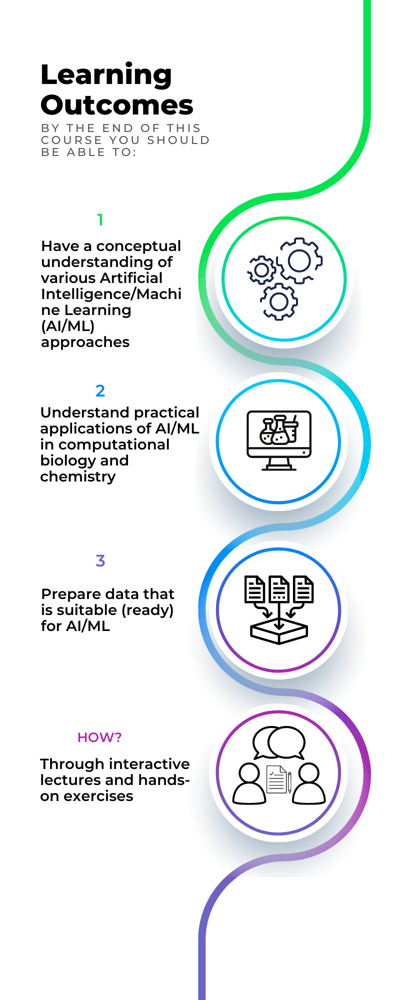 Learning
Outcomes
BY THE END OF THIS
COURSE YOU SHOULD
BE ABLE TO:
1
Have a conceptual
understanding of
various Artificial
Intelligence/Machi
ne Learning
(AI/ML)
approaches
2
Understand practical
applications of AI/ML
in computational
biology and
chemistry
3
Prepare data that
is suitable (ready)
for AI/ML
HOW?
Through interactive
lectures and hands-
on exercises